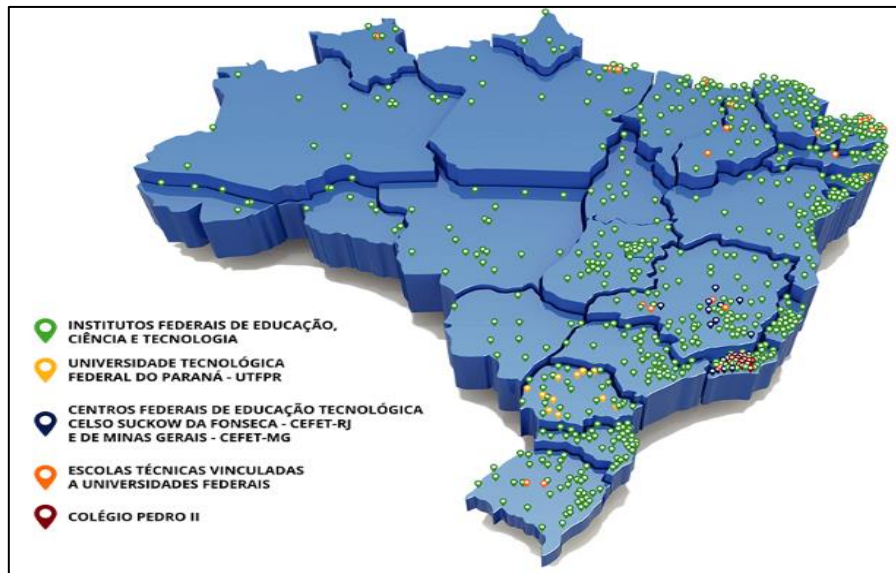 INSTITUTOS FEDERAIS DE EDUCAÇÃO,
CIÊNCIA E TECNOLOGIA
UNIVERSIDADE TECNOLÓGICA
FEDERAL DO PARANÁ - UTFPR
CENTROS FEDERAIS DE EDUCAÇÃO TECNOLÓGICA
CELSO SUCKOW DA FONSECA - CEFET-RJ
E DE MINAS GERAIS - CEFET-MG
ESCOLAS TÉCNICAS VINCULADAS
A UNIVERSIDADES FEDERAIS
COLÉGIO PEDRO II